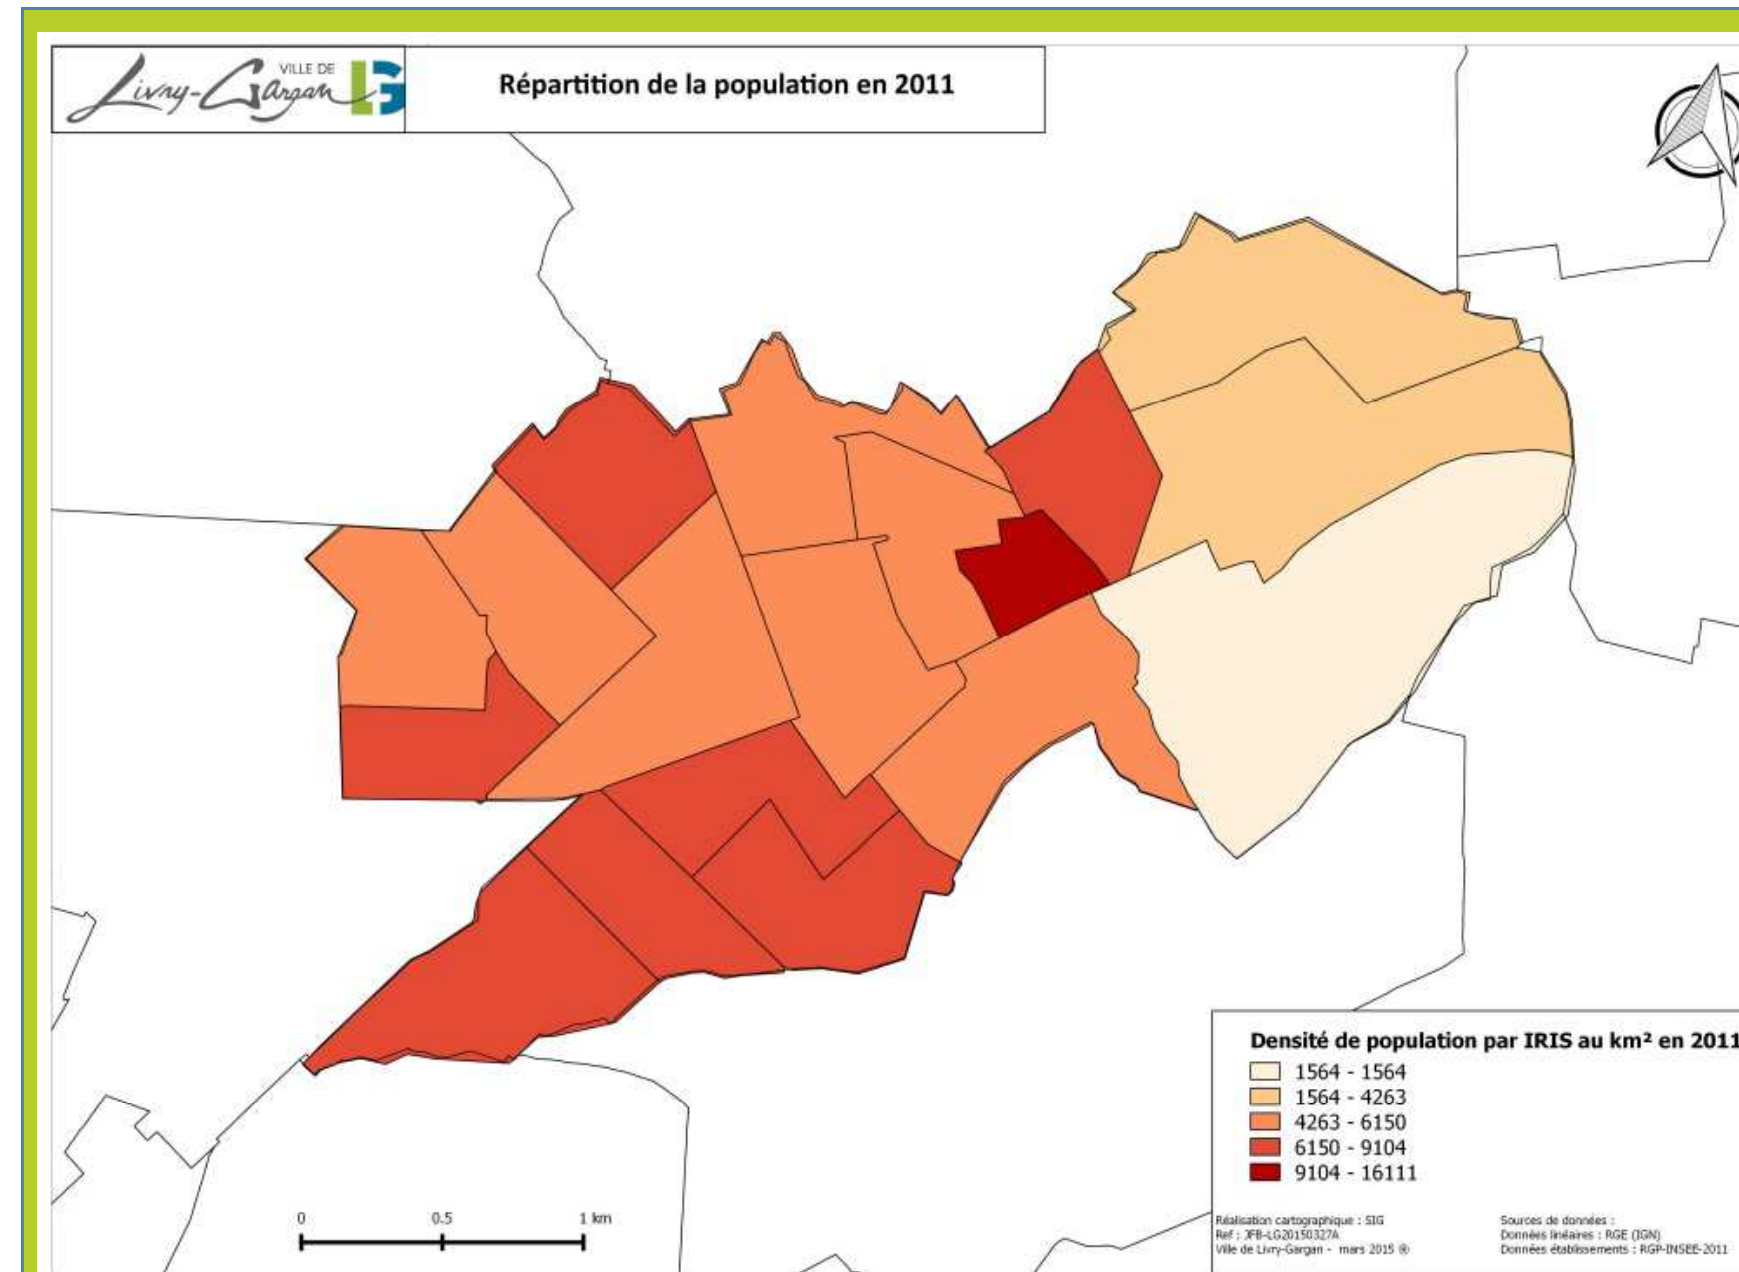 Livry-Gargan
VILLE DE
LG
Répartition de la population en 2011
Densité de population par IRIS au km² en 2011
1564 - 1564
1564 - 4263
4263 - 6150
6150 - 9104
9104 - 16111
0 0.5 1 km
Réalisation cartographique : SIG
Ref : JFB-LG20150327A
Ville de Livry-Gargan - mars 2015 ®
Sources de données :
Données linéaires : RGE (IGN)
Données établissements : RGP-INSEE-2011